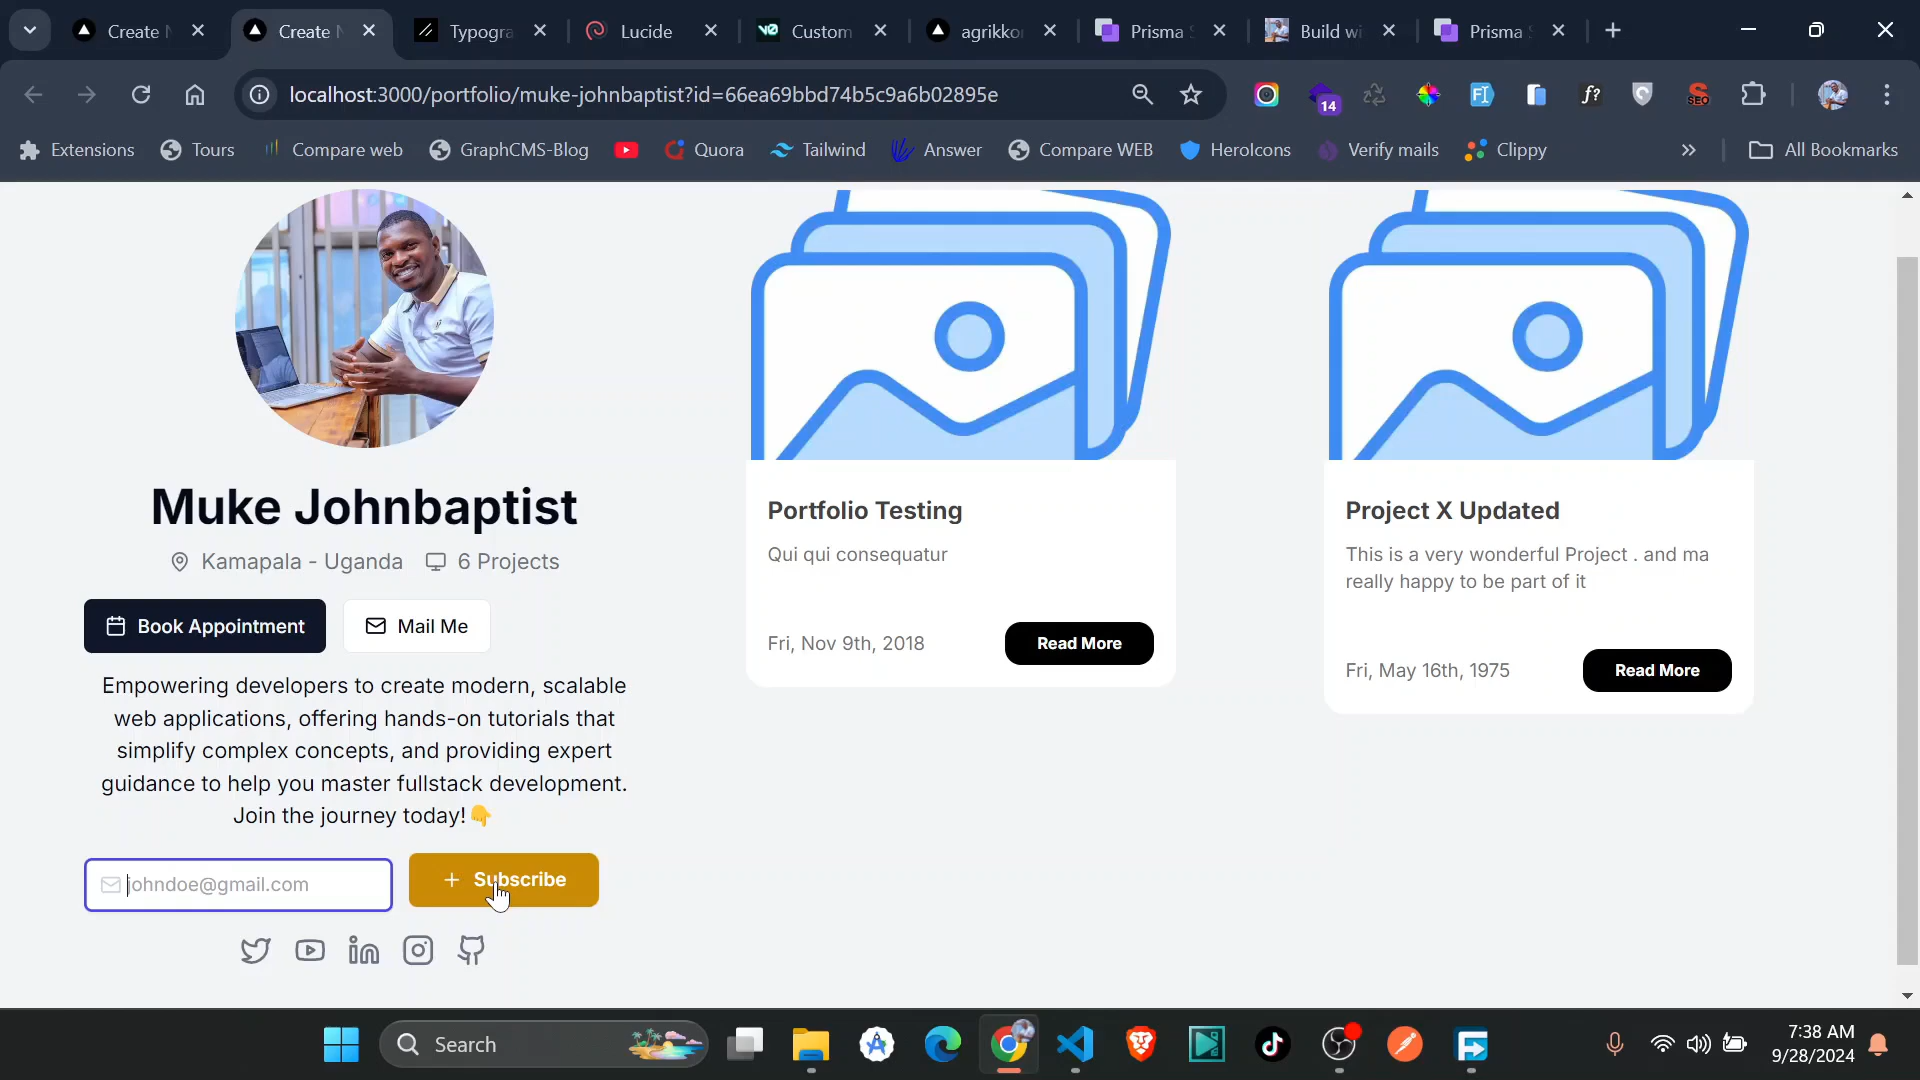 Create N
Create N
Typogra
Lucide
Custom
agrikko
Prisma S
Build wi
Prisma S
localhost:3000/portfolio/muke-johnbaptist?id=66ea69bbd74b5c9a6b02895e
14
SEO
Extensions
Tours
Compare web
GraphCMS-Blog
Quora
Tailwind
Answer
Compare WEB
HeroIcons
Verify mails
Clippy
All Bookmarks
Muke Johnbaptist
Kamapala - Uganda
6 Projects
Book Appointment
Mail Me
Empowering developers to create modern, scalable
web applications, offering hands-on tutorials that
simplify complex concepts, and providing expert
guidance to help you master fullstack development.
Join the journey today!👇
johndoe@gmail.com
+ Subscribe
Portfolio Testing
Qui qui consequatur
Fri, Nov 9th, 2018
Read More
Project X Updated
This is a very wonderful Project . and ma
really happy to be part of it
Fri, May 16th, 1975
Read More
Search
7:38 AM
9/28/2024